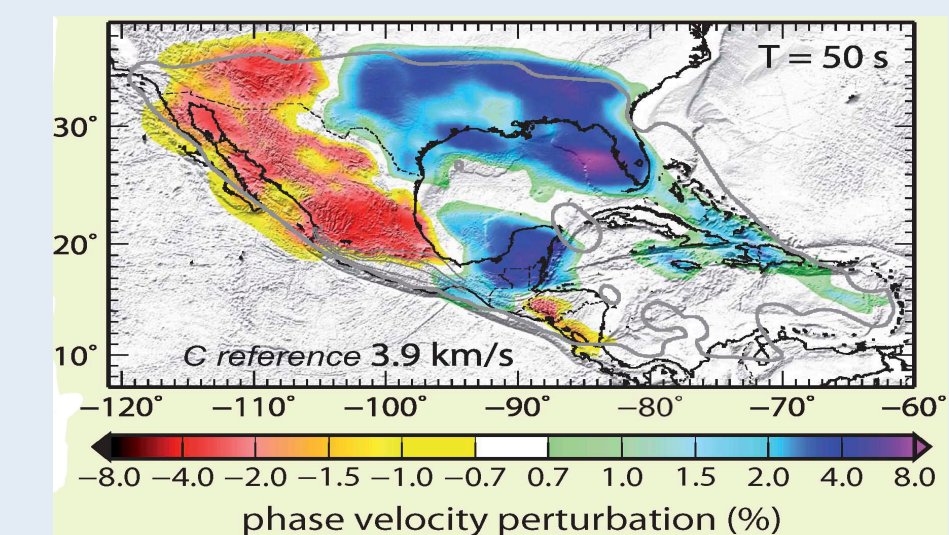 T = 50 s
30°
20°
10°
C reference 3.9 km/s
−120° −110° −100° −90° −80° −70° −60°
−8.0 −4.0 −2.0 −1.5 −1.0 −0.7 0.7 1.0 1.5 2.0 4.0 8.0
phase velocity perturbation (%)